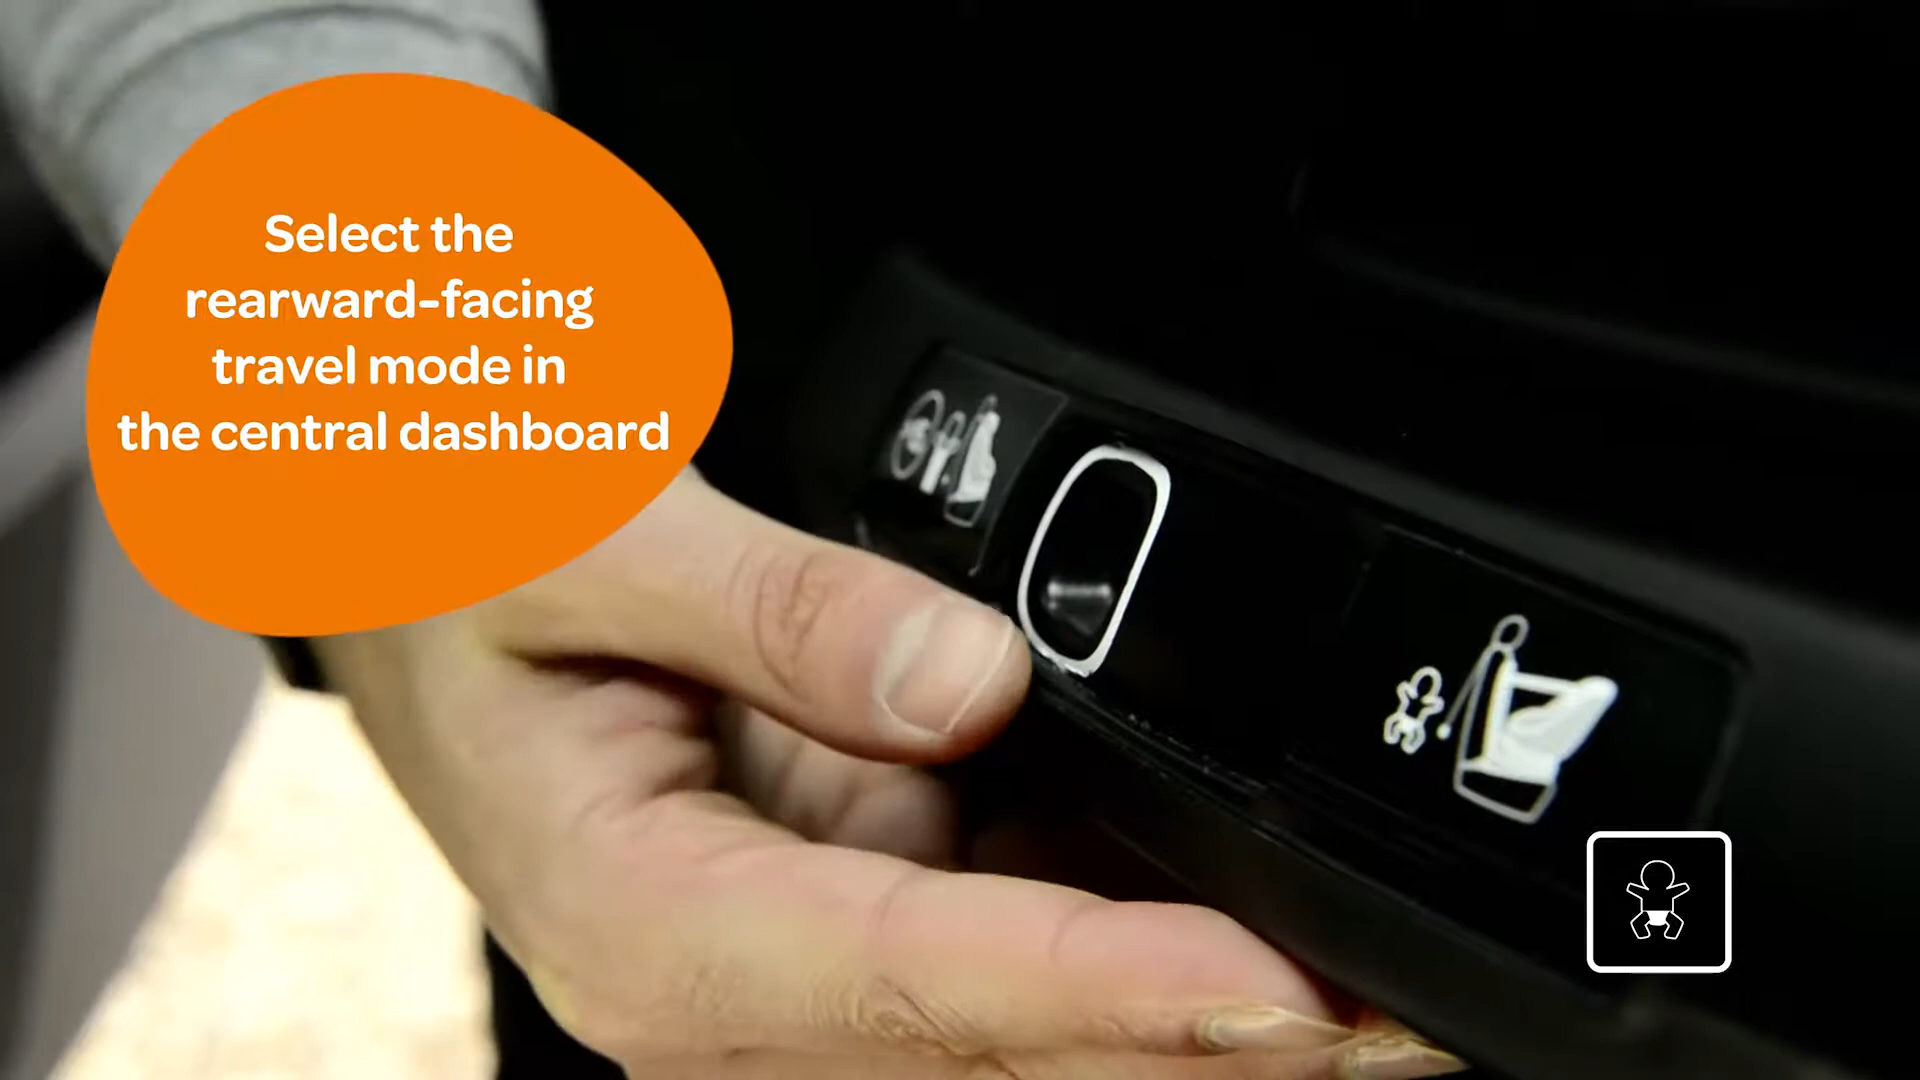 Select the
rearward-facing
travel mode in
the central dashboard